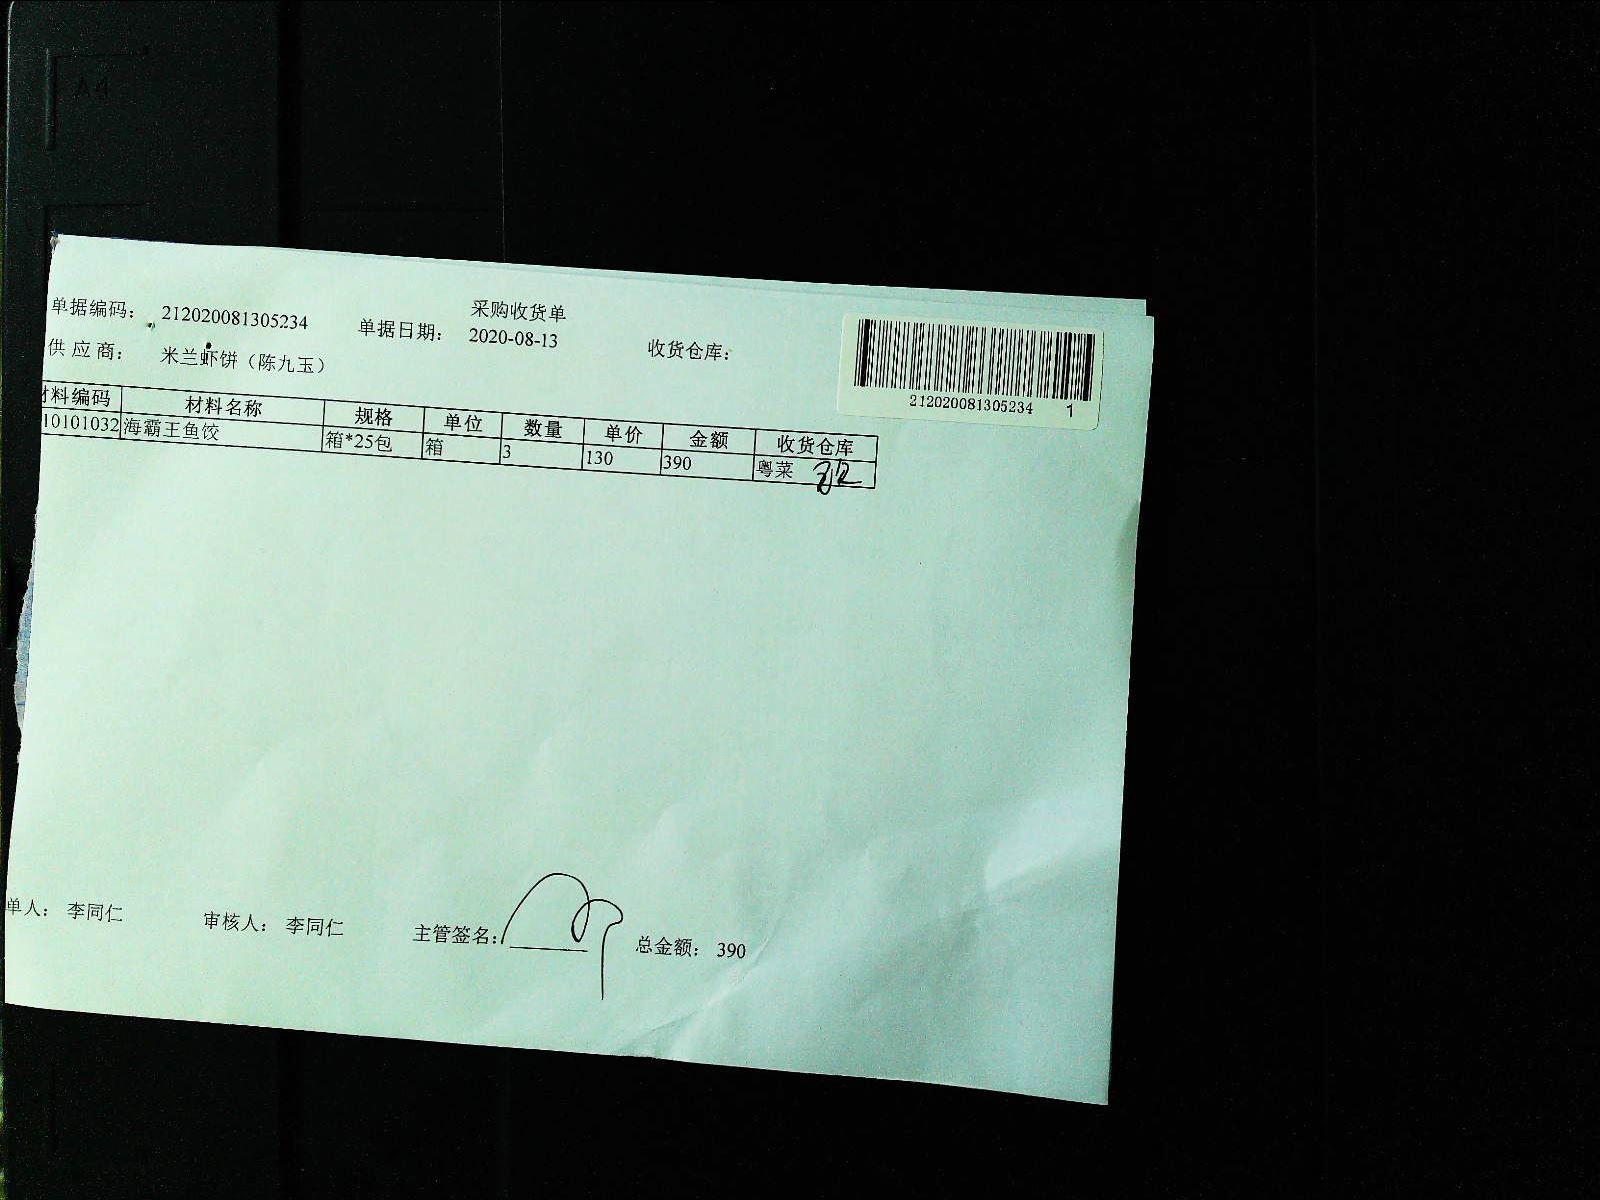 采购收货单
单据编码: 212020081305234 单据日期: 2020-08-13 收货仓库:
供应商: 米兰虾饼（陈九玉）
212020081305234 1
材料编码 材料名称 规格 单位 数量 单价 金额 收货仓库
10101032 海霸王鱼饺 箱*25包 箱 3 130 390 粤菜
单人: 李同仁 审核人: 李同仁 主管签名: 总金额: 390
A4